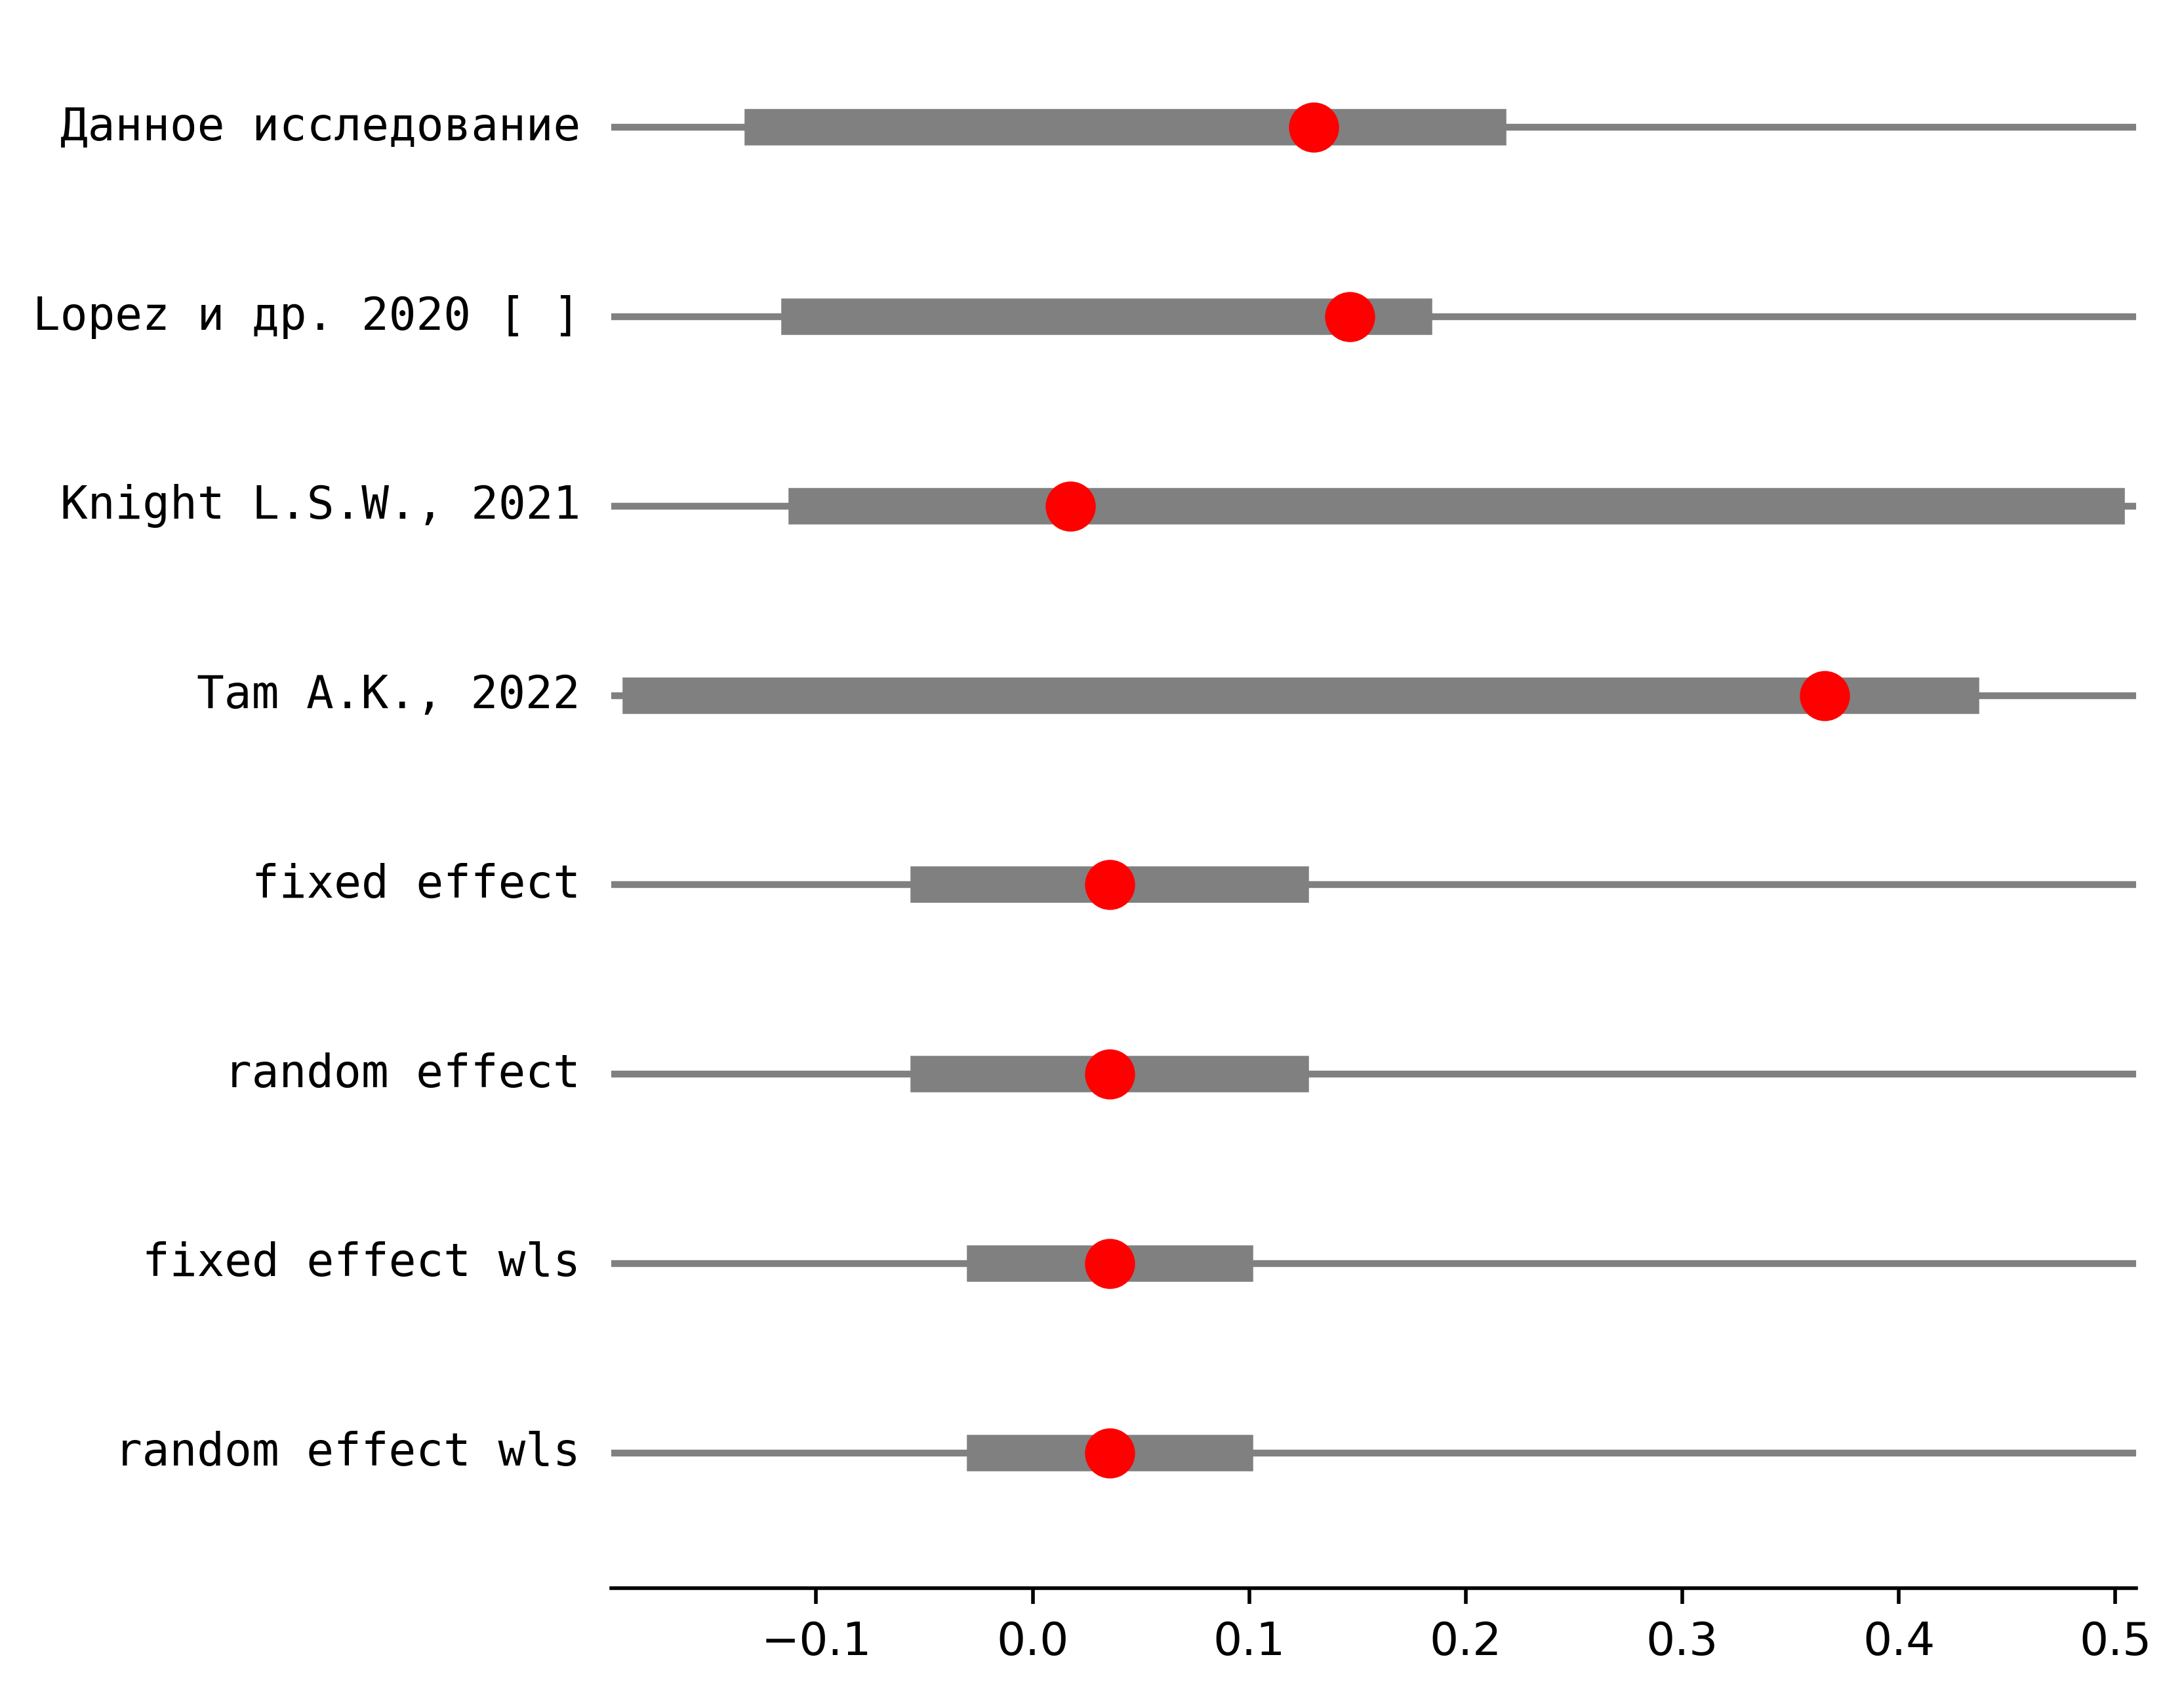 Данное исследование
Lopez и др. 2020 [ ]
Knight L.S.W., 2021
Tam A.K., 2022
fixed effect
random effect
fixed effect wls
random effect wls
−0.1 0.0 0.1 0.2 0.3 0.4 0.5